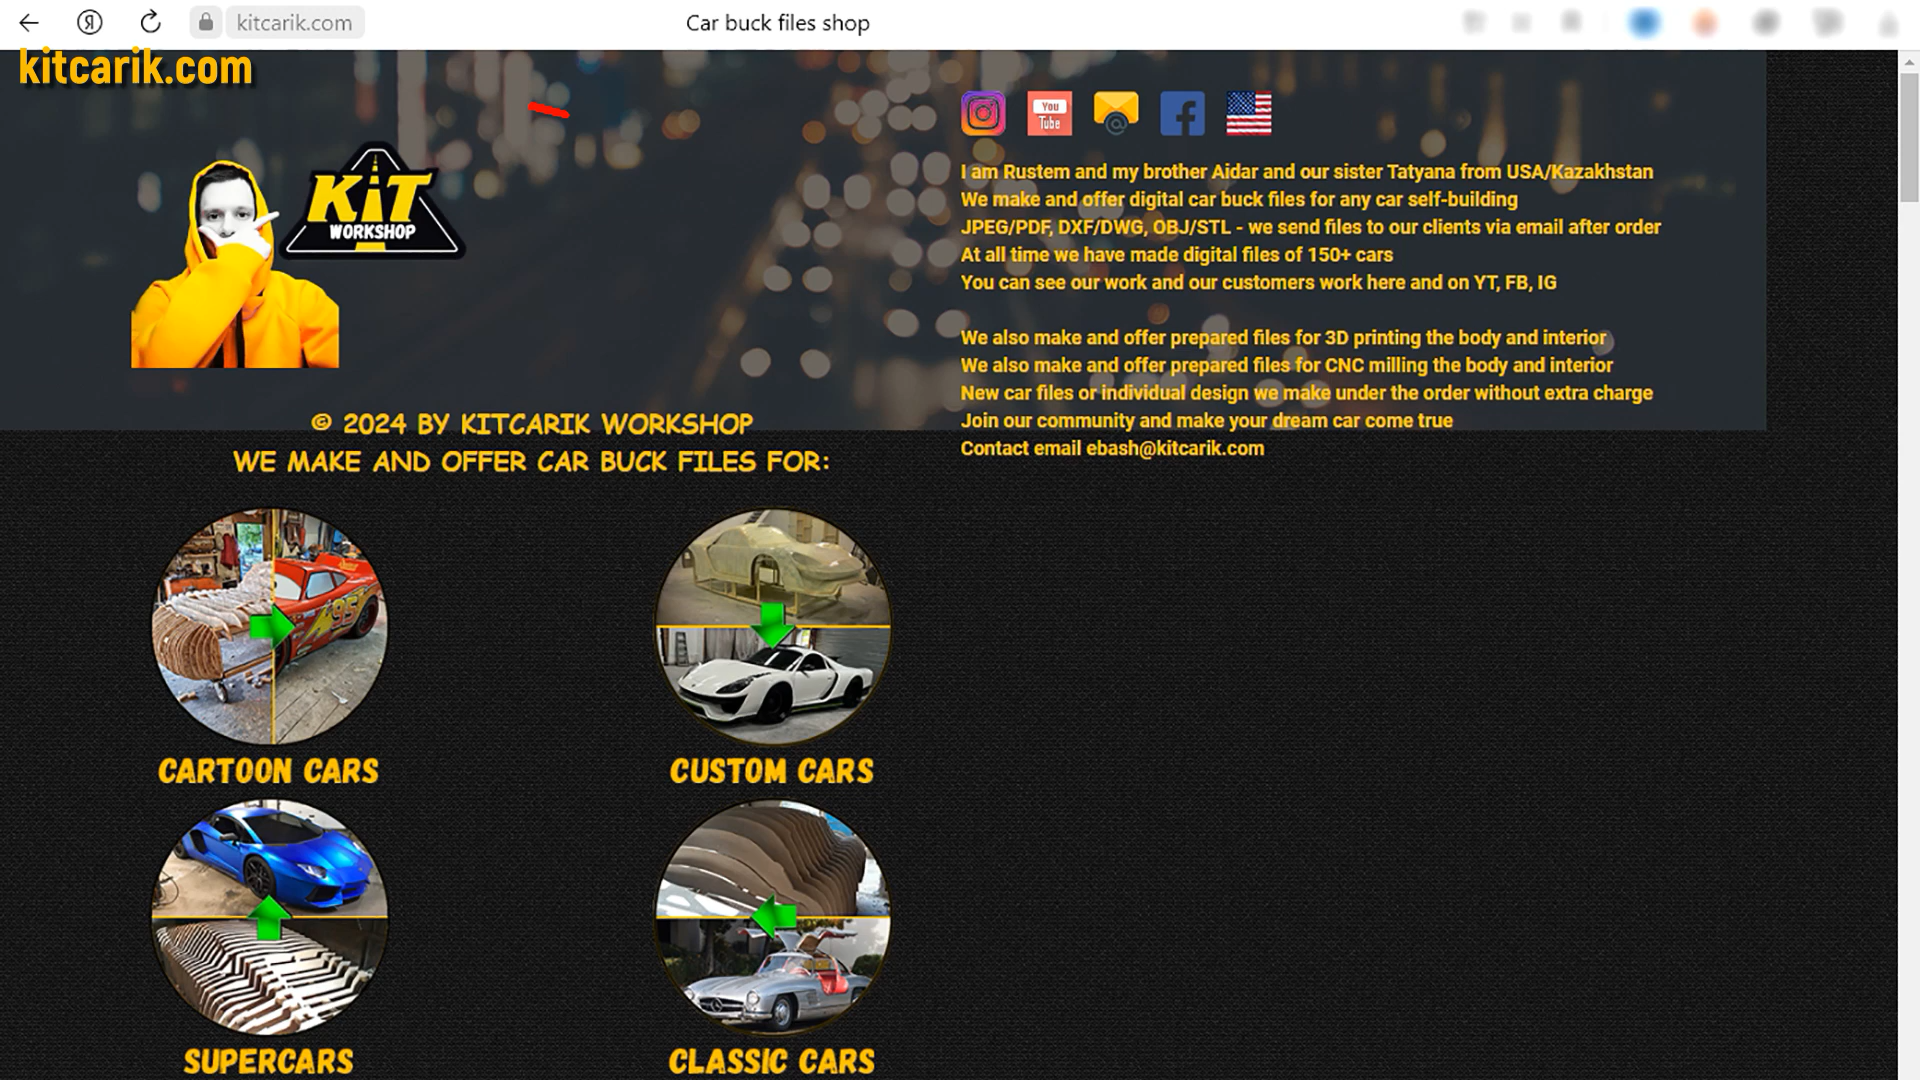 Я
kitcarik.com
Car buck files shop
kitcarik.com
You
Tube
@
KiT
WORKSHOP
I am Rustem and my brother Aidar and our sister Tatyana from USA/Kazakhstan
We make and offer digital car buck files for any car self-building
JPEG/PDF, DXF/DWG, OBJ/STL - we send files to our clients via email after order
At all time we have made digital files of 150+ cars
You can see our work and our customers work here and on YT, FB, IG
We also make and offer prepared files for 3D printing the body and interior
We also make and offer prepared files for CNC milling the body and interior
New car files or individual design we make under the order without extra charge
Join our community and make your dream car come true
Contact email ebash@kitcarik.com
© 2024 BY KITCARIK WORKSHOP
WE MAKE AND OFFER CAR BUCK FILES FOR:
95
CARTOON CARS
CUSTOM CARS
SUPERCARS
CLASSIC CARS